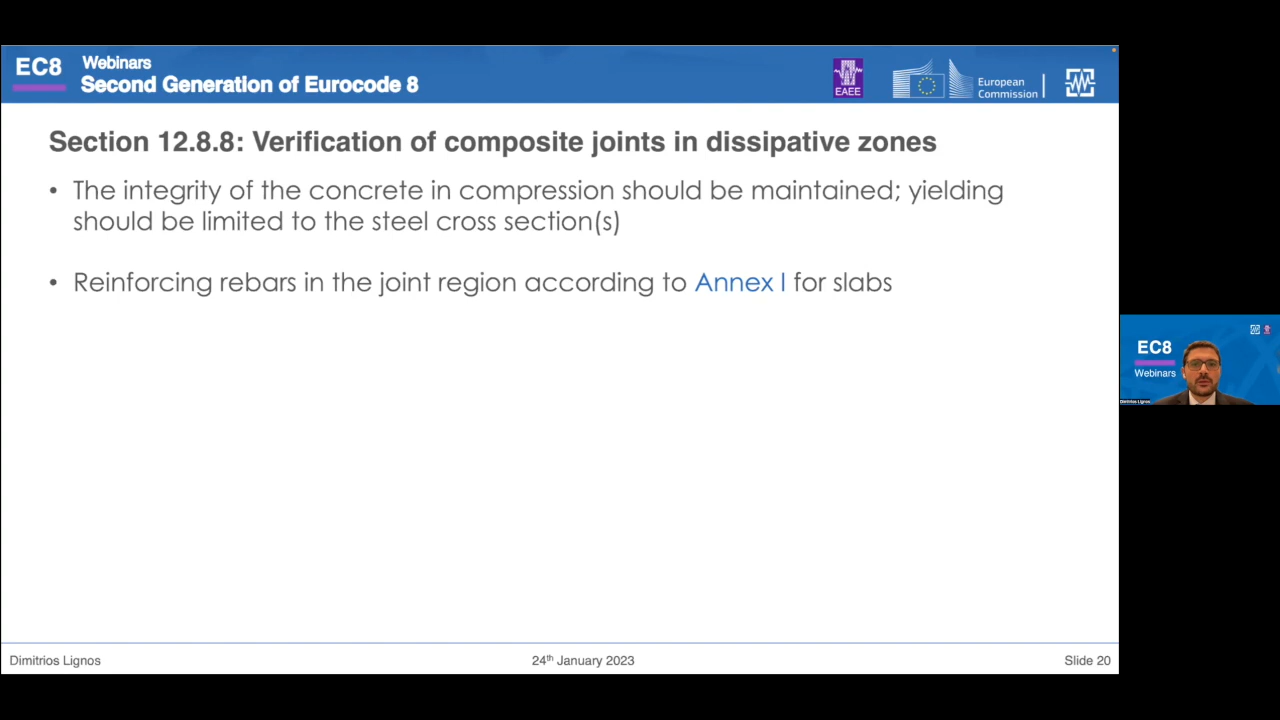 EC8
Webinars
Second Generation of Eurocode 8
EAEE
European
Commission
Section 12.8.8: Verification of composite joints in dissipative zones
• The integrity of the concrete in compression should be maintained; yielding
should be limited to the steel cross section(s)
• Reinforcing rebars in the joint region according to Annex I for slabs
EC8
Webinars
Dimitrios Lignos
Dimitrios Lignos
24th January 2023
Slide 20